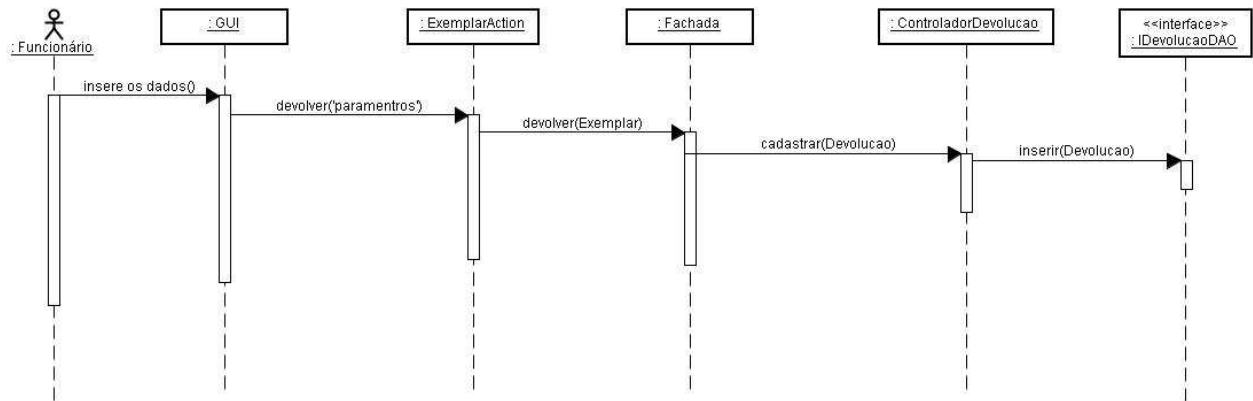 : Funcionário
: GUI
: ExemplarAction
: Fachada
: ControladorDevolucao
<<interface>>
: IDevolucaoDAO
insere os dados()
devolver('paramentros')
devolver(Exemplar)
cadastrar(Devolucao)
inserir(Devolucao)